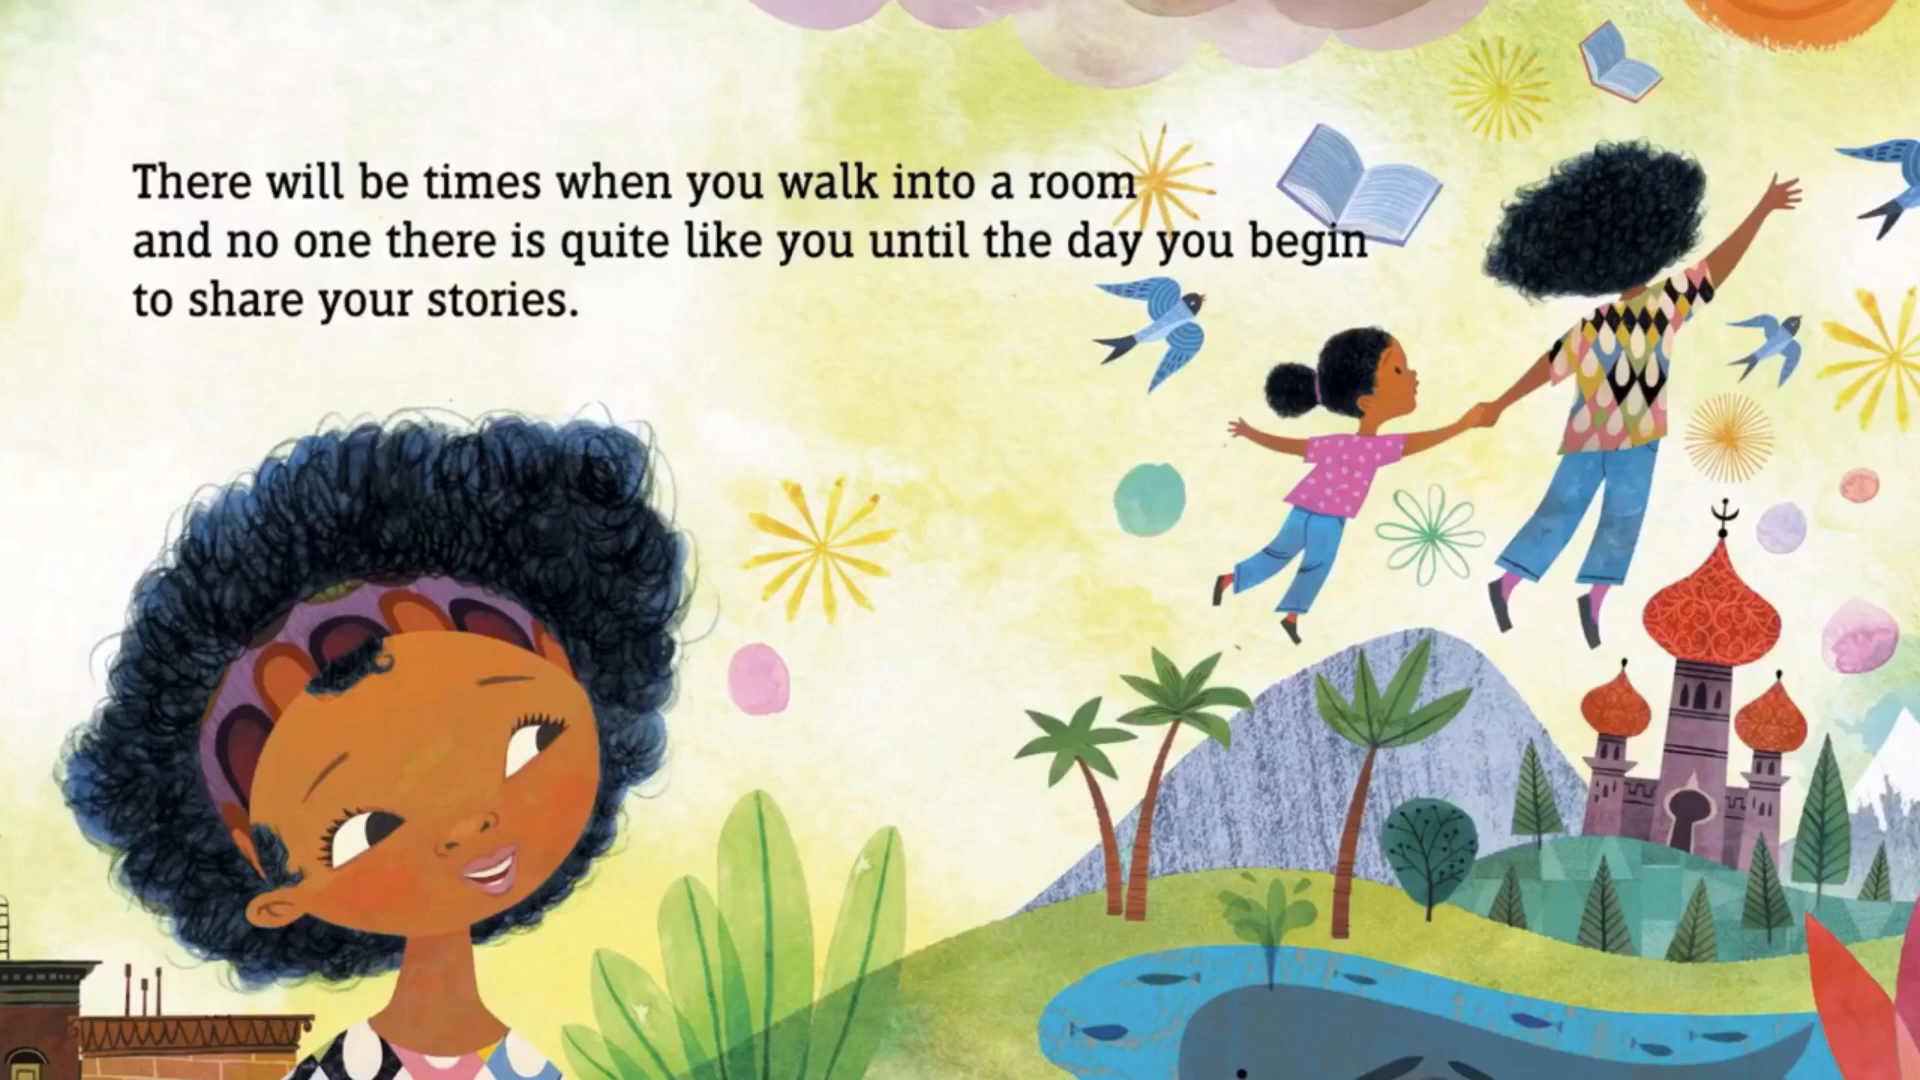 There will be times when you walk into a room
and no one there is quite like you until the day you begin
to share your stories.